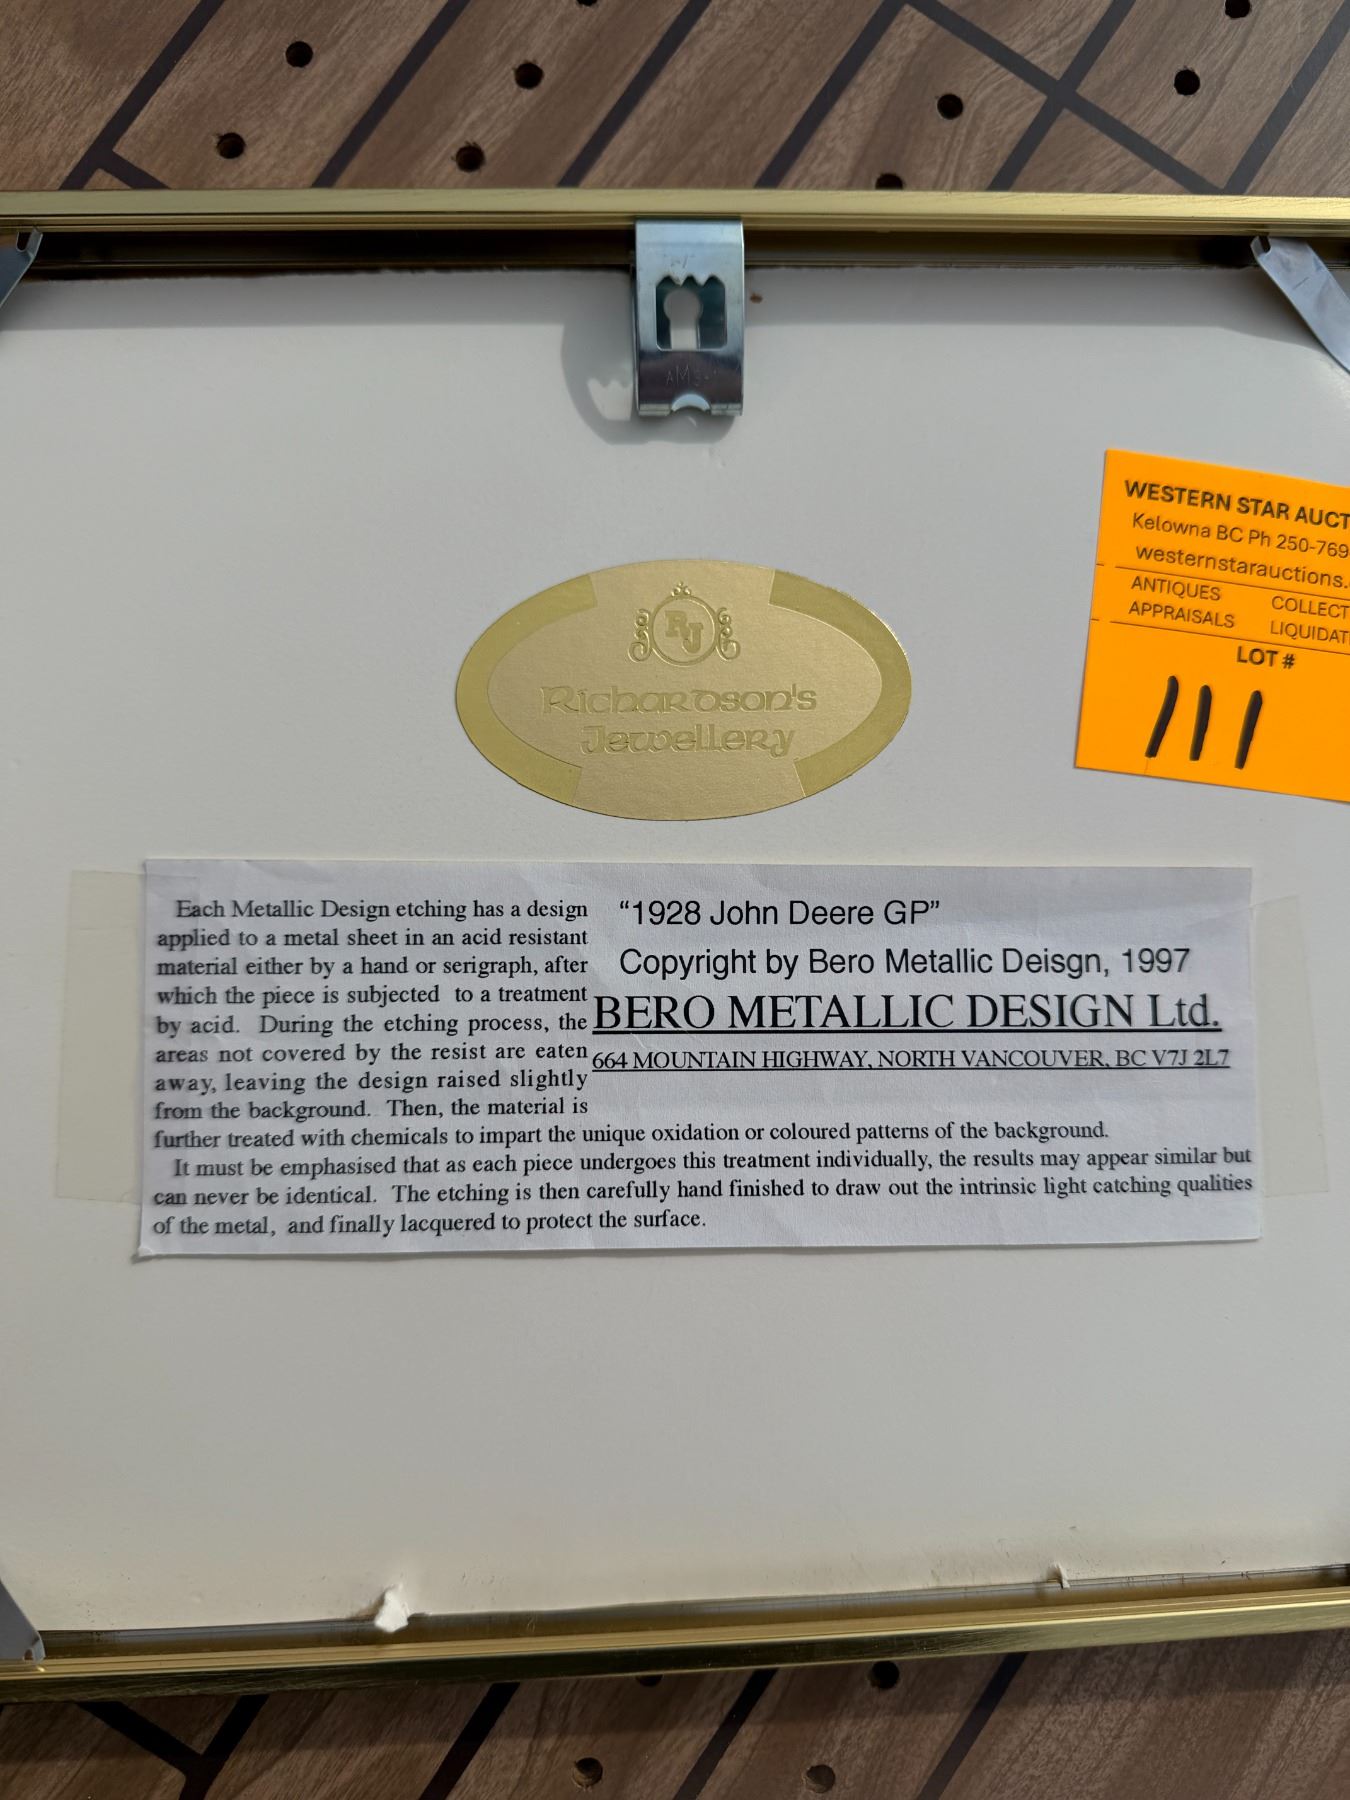 WESTERN STAR AUCT
Kelowna BC Ph 250-769
westernstarauctions.
ANTIQUES COLLECT
APPRAISALS LIQUIDAT
LOT #
111
RJ
Richardson's
Jewellery
Each Metallic Design etching has a design
applied to a metal sheet in an acid resistant
material either by a hand or serigraph, after
which the piece is subjected to a treatment
by acid. During the etching process, the
areas not covered by the resist are eaten
away, leaving the design raised slightly
from the background. Then, the material is
further treated with chemicals to impart the unique oxidation or coloured patterns of the background.
It must be emphasised that as each piece undergoes this treatment individually, the results may appear similar but
can never be identical. The etching is then carefully hand finished to draw out the intrinsic light catching qualities
of the metal, and finally lacquered to protect the surface.
“1928 John Deere GP”
Copyright by Bero Metallic Deisgn, 1997
BERO METALLIC DESIGN Ltd.
664 MOUNTAIN HIGHWAY, NORTH VANCOUVER, BC V7J 2L7